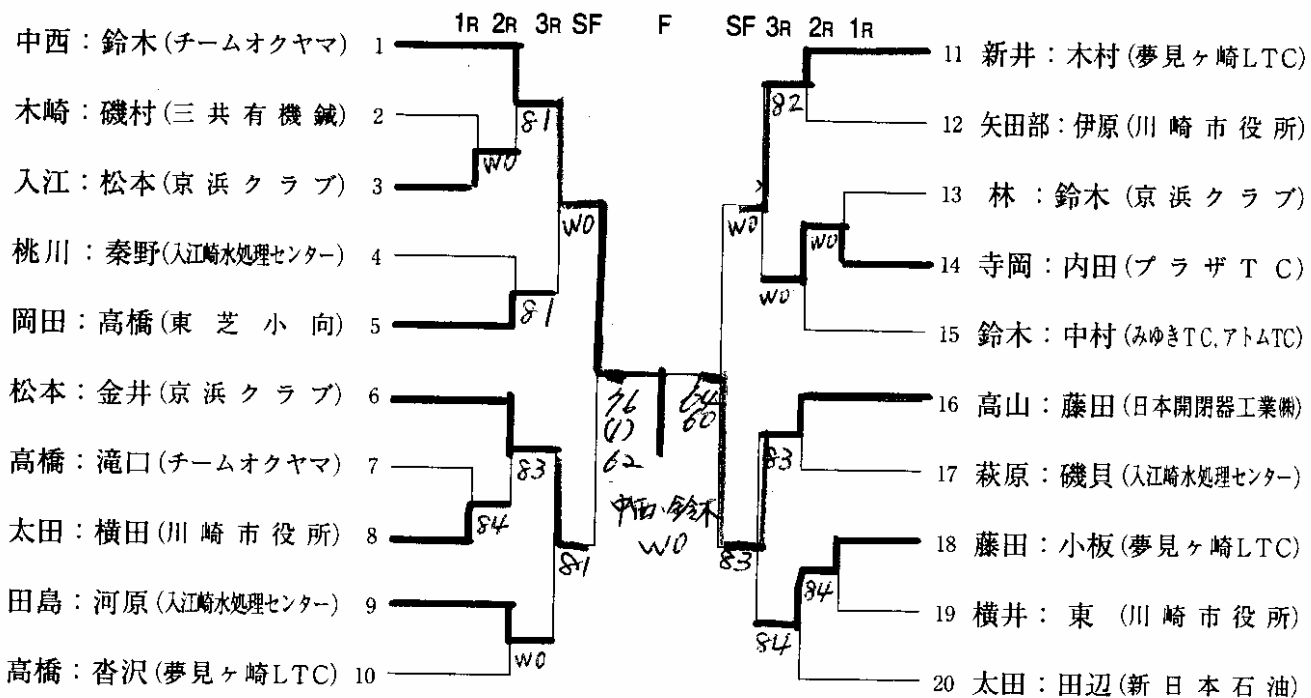 1R 2R 3R SF F SF 3R 2R 1R
中西：鈴木（チームオクヤマ） 1
木崎：磯村（三共有機鍼） 2
入江：松本（京浜クラブ） 3
桃川：秦野（入江崎水処理センター） 4
岡田：高橋（東芝小向） 5
松本：金井（京浜クラブ） 6
高橋：滝口（チームオクヤマ） 7
太田：横田（川崎市役所） 8
田島：河原（入江崎水処理センター） 9
高橋：沓沢（夢見ヶ崎LTC） 10
81
WO
WO
81
83
84
81
WO
76
(1)
62
64
60
中西・鈴木
WO
82
WO
WO
WO
83
83
84
84
11 新井：木村（夢見ヶ崎LTC）
12 矢田部：伊原（川崎市役所）
13 林：鈴木（京浜クラブ）
14 寺岡：内田（プラザTC）
15 鈴木：中村（みゆきTC,アトムTC）
16 高山：藤田（日本開閉器工業㈱）
17 萩原：磯貝（入江崎水処理センター）
18 藤田：小板（夢見ヶ崎LTC）
19 横井：東（川崎市役所）
20 太田：田辺（新日本石油）